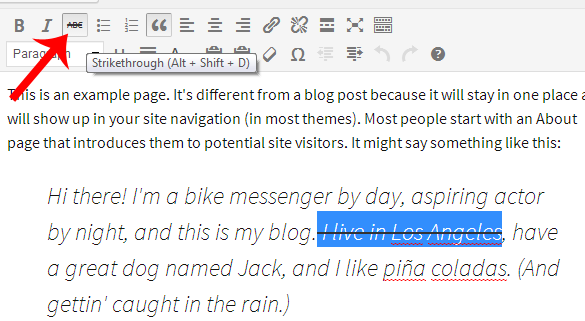 B I ABC
Paragraph U A
Strikethrough (Alt + Shift + D)
This is an example page. It's different from a blog post because it will stay in one place a
will show up in your site navigation (in most themes). Most people start with an About
page that introduces them to potential site visitors. It might say something like this:
Hi there! I'm a bike messenger by day, aspiring actor
by night, and this is my blog. I live in Los Angeles, have
a great dog named Jack, and I like piña coladas. (And
gettin' caught in the rain.)